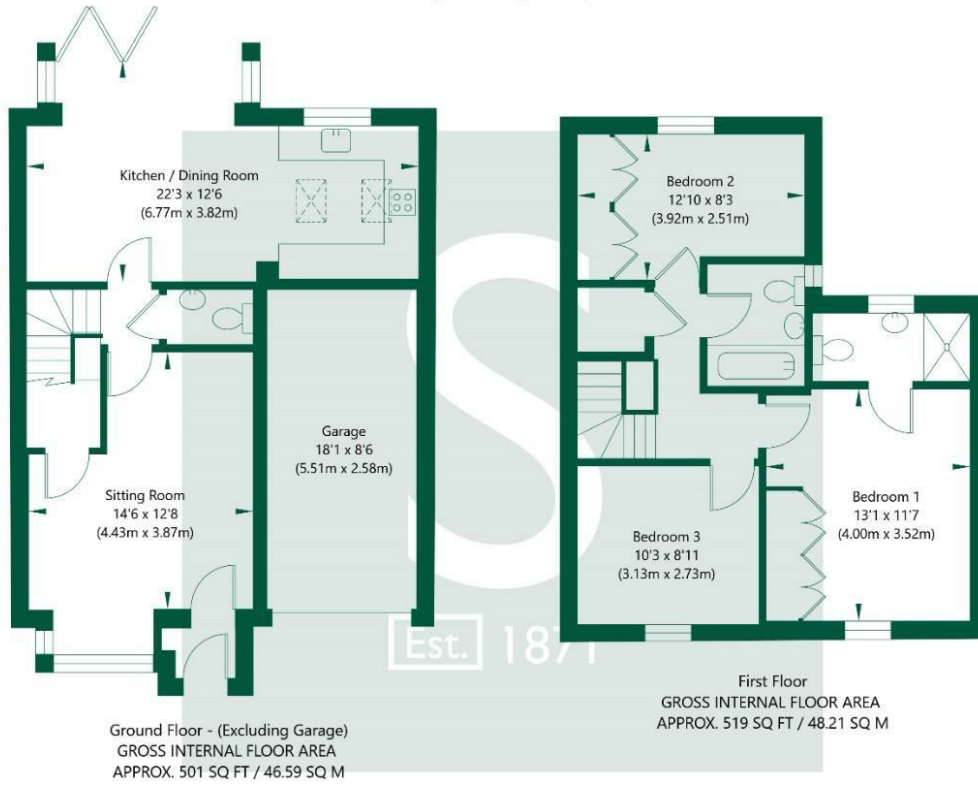 Kitchen / Dining Room
22'3 x 12'6
(6.77m x 3.82m)
Garage
18'1 x 8'6
(5.51m x 2.58m)
Sitting Room
14'6 x 12'8
(4.43m x 3.87m)
Ground Floor - (Excluding Garage)
GROSS INTERNAL FLOOR AREA
APPROX. 501 SQ FT / 46.59 SQ M
Bedroom 2
12'10 x 8'3
(3.92m x 2.51m)
Bedroom 1
13'1 x 11'7
(4.00m x 3.52m)
Bedroom 3
10'3 x 8'11
(3.13m x 2.73m)
First Floor
GROSS INTERNAL FLOOR AREA
APPROX. 519 SQ FT / 48.21 SQ M
S
Est. 1871